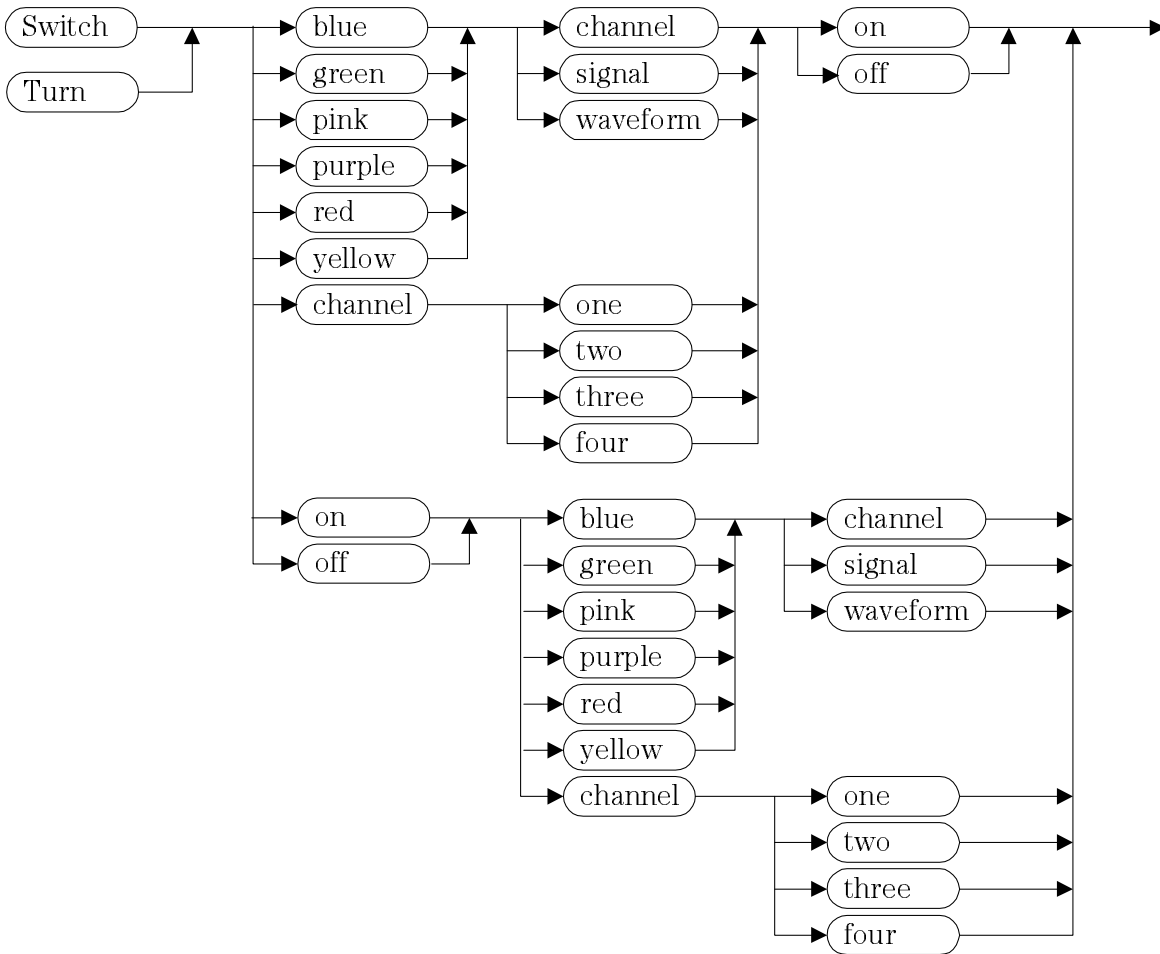 Switch
Turn
blue
green
pink
purple
red
yellow
channel
channel
signal
waveform
one
two
three
four
on
off
on
off
blue
green
pink
purple
red
yellow
channel
channel
signal
waveform
one
two
three
four